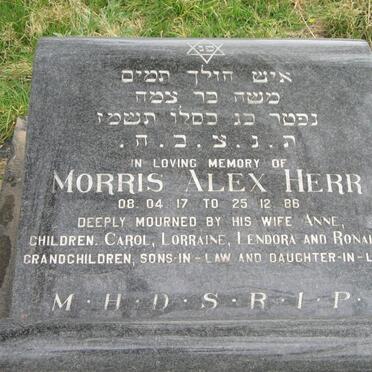 פנ
איש הולך תמים
משה בר צמח
נפטר כג כסלו תשמז
ת.נ.צ.ב.ה.
IN LOVING MEMORY OF
MORRIS ALEX HERR
08.04 17 TO 25 12 86
DEEPLY MOURNED BY HIS WIFE ANNE,
CHILDREN. CAROL, LORRAINE, LENDORA AND RONAL
GRANDCHILDREN, SONS-IN-LAW AND DAUGHTER-IN-L
M·H·D·S·R·I·P·